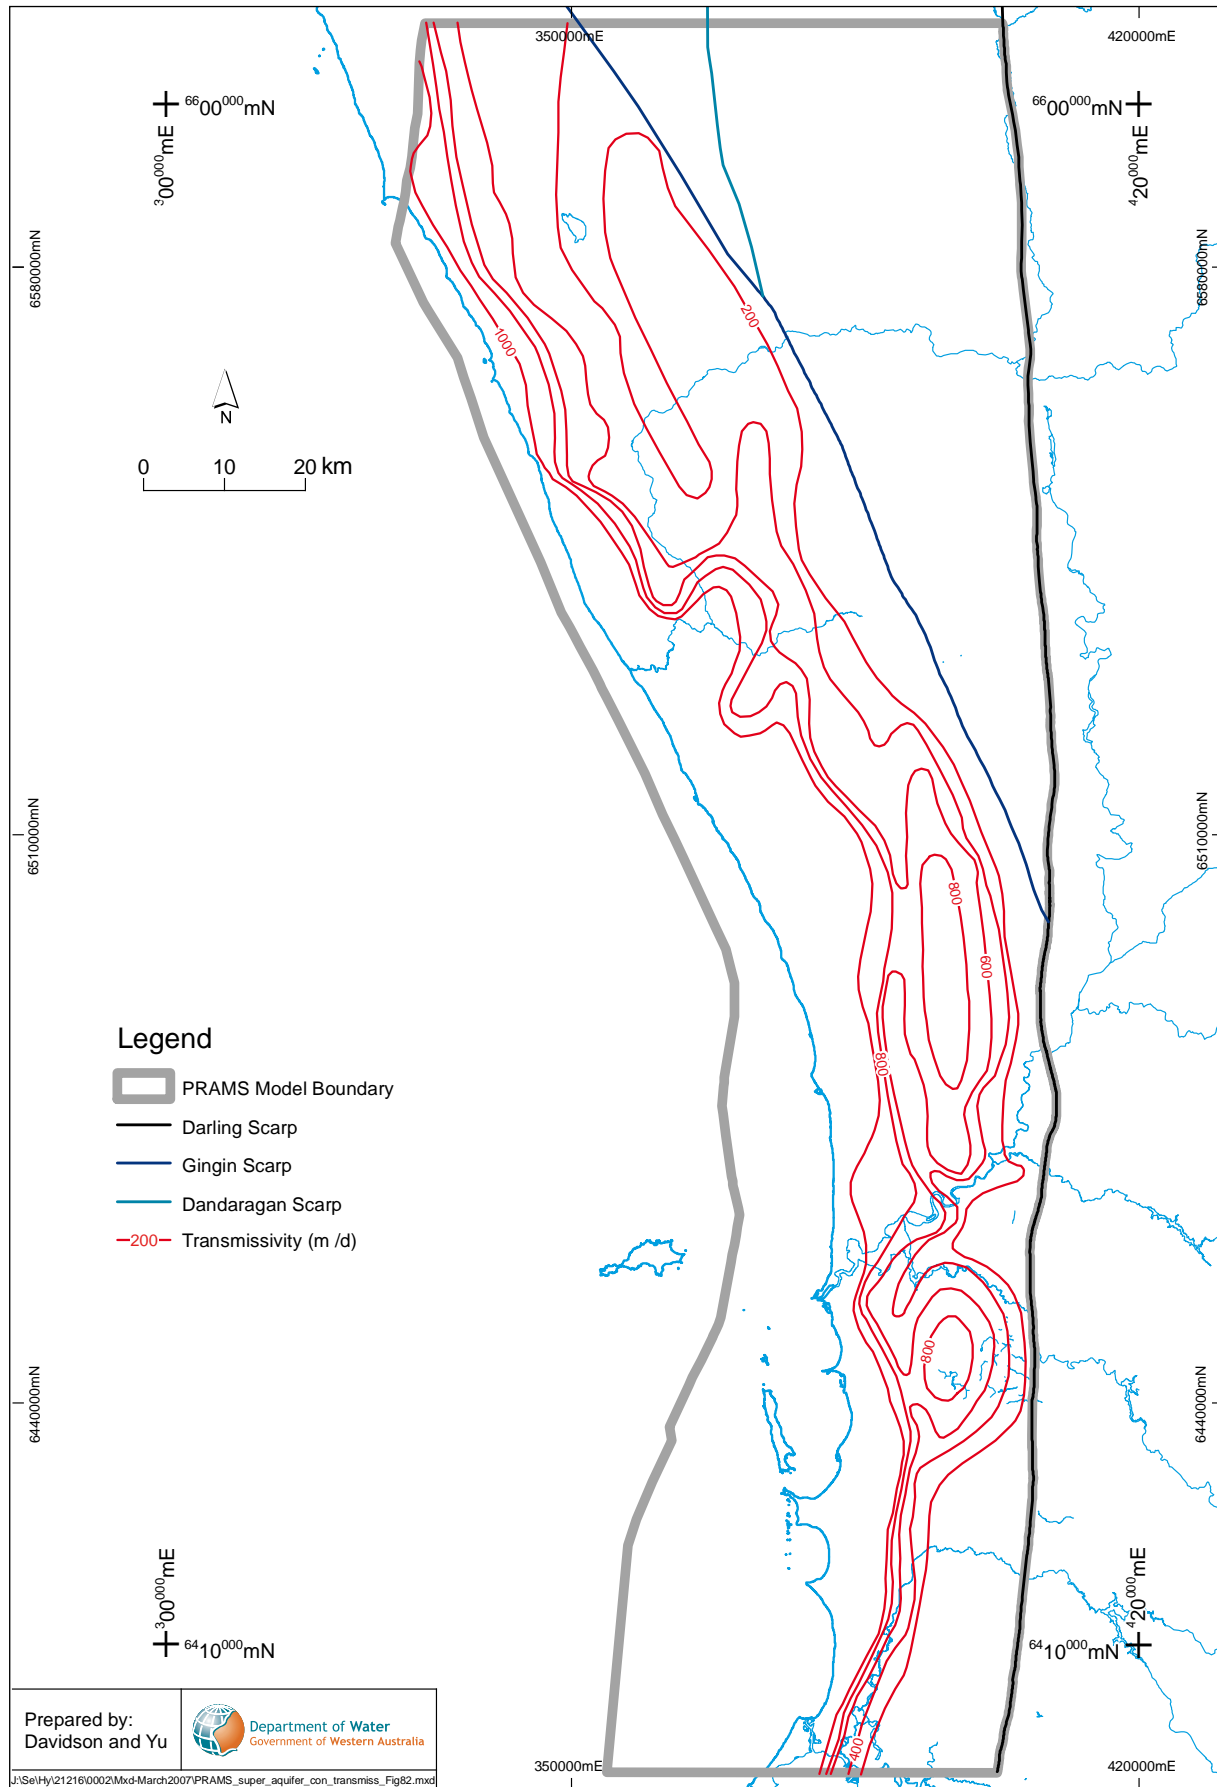 350000mE
420000mE
6600000mN
6600000mN
300000mE
420000mE
6580000mN
6580000mN
200
1000
N
0 10 20 km
6510000mN
6510000mN
800
600
Legend
PRAMS Model Boundary
Darling Scarp
Gingin Scarp
Dandaragan Scarp
200 Transmissivity (m /d)
800
800
6440000mN
6440000mN
300000mE
420000mE
6410000mN
6410000mN
400
Prepared by:
Davidson and Yu
Department of Water
Government of Western Australia
350000mE
420000mE
J:\Se\Hy\21216\0002\Mxd-March2007\PRAMS_super_aquifer_con_transmiss_Fig82.mxd